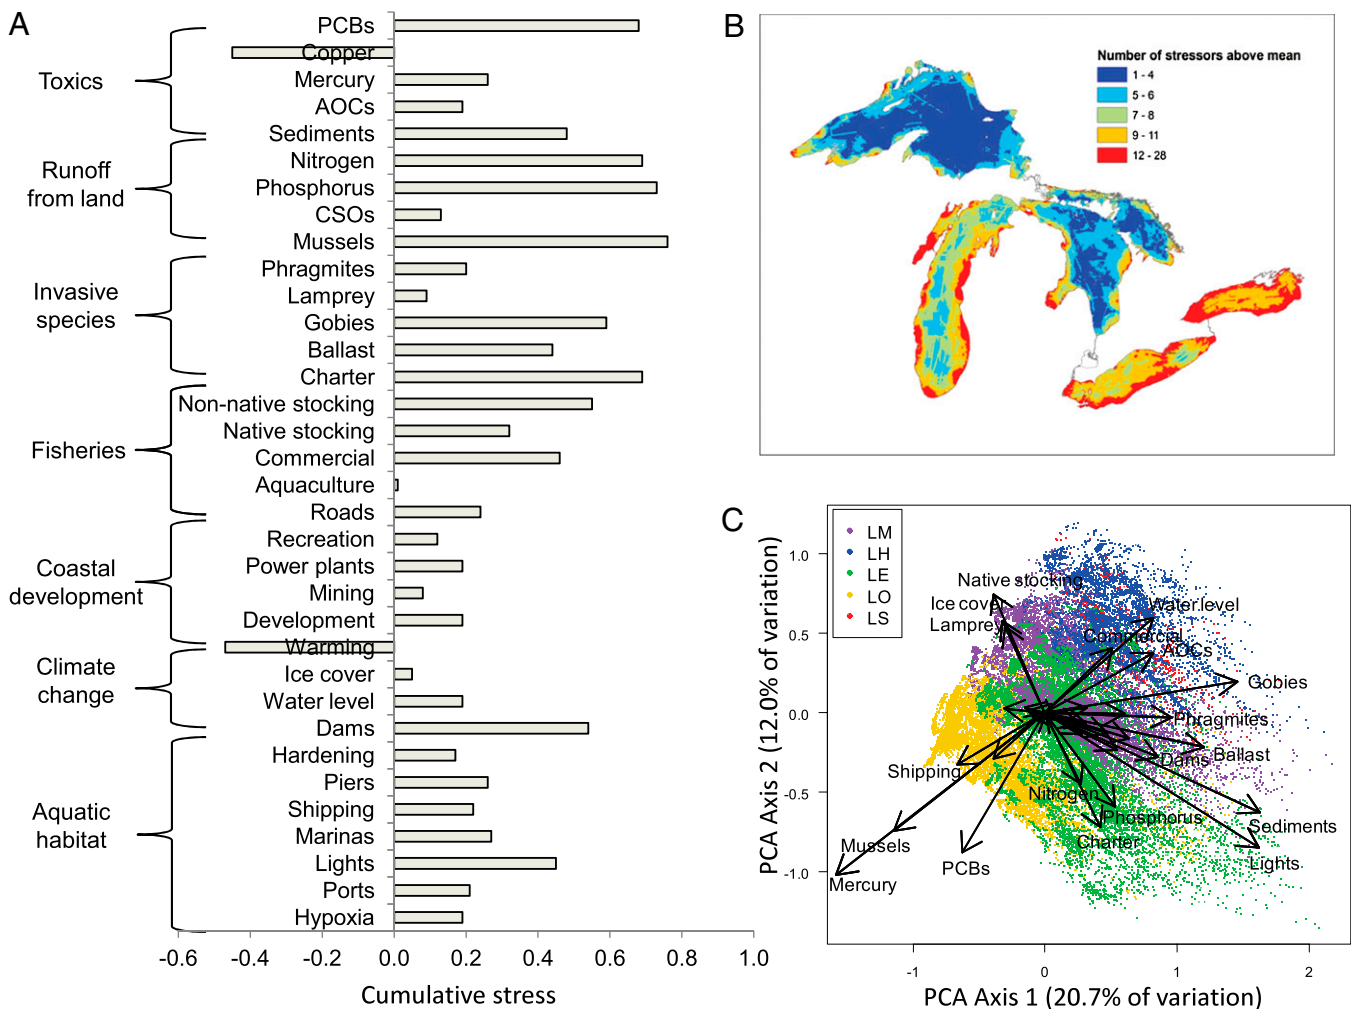 A
PCBs
Copper
Mercury
AOCs
Sediments
Nitrogen
Phosphorus
CSOs
Mussels
Phragmites
Lamprey
Gobies
Ballast
Charter
Non-native stocking
Native stocking
Commercial
Aquaculture
Roads
Recreation
Power plants
Mining
Development
Warming
Ice cover
Water level
Dams
Hardening
Piers
Shipping
Marinas
Lights
Ports
Hypoxia
Toxics
Runoff
from land
Invasive
species
Fisheries
Coastal
development
Climate
change
Aquatic
habitat
-0.6 -0.4 -0.2 0.0 0.2 0.4 0.6 0.8 1.0
Cumulative stress
B
Number of stressors above mean
1 - 4
5 - 6
7 - 8
9 - 11
12 - 28
C
LM
LH
LE
LO
LS
Native stocking
Ice cover
Lamprey
Water level
Commercial
AOCs
Gobies
Phragmites
Ballast
Dams
Shipping
Nitrogen
Phosphorus
Charter
Sediments
Lights
Mussels
PCBs
Mercury
1.0
0.5
0.0
-0.5
-1.0
PCA Axis 2 (12.0% of variation)
-1 0 1 2
PCA Axis 1 (20.7% of variation)